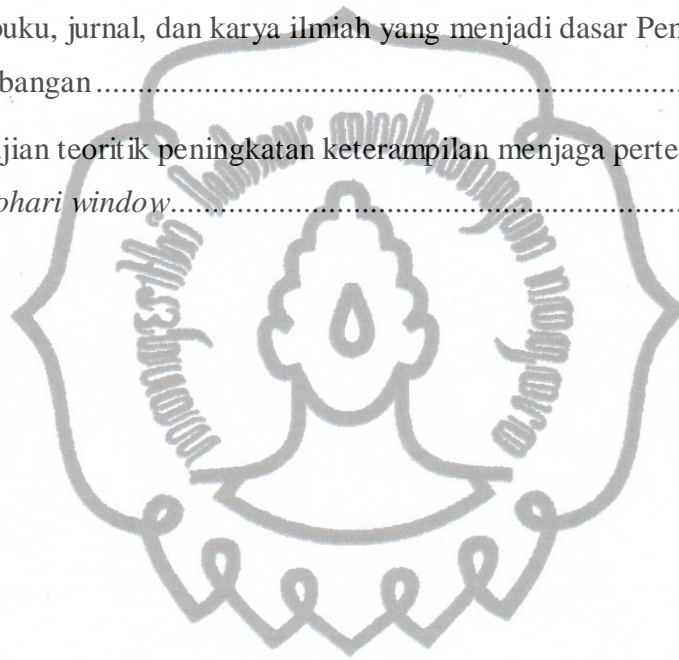 buku, jurnal, dan karya ilmiah yang menjadi dasar Pen
bangan ..............................................................................
jian teoritik peningkatan keterampilan menjaga perte
ohari window....................................................................